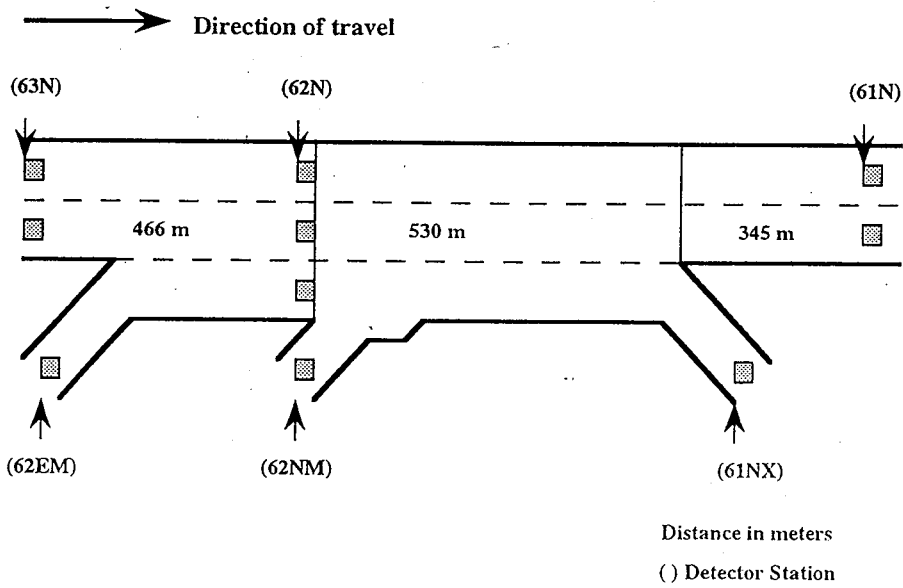 Direction of travel
(63N)
(62N)
(61N)
466 m
530 m
345 m
(62EM)
(62NM)
(61NX)
Distance in meters
( ) Detector Station